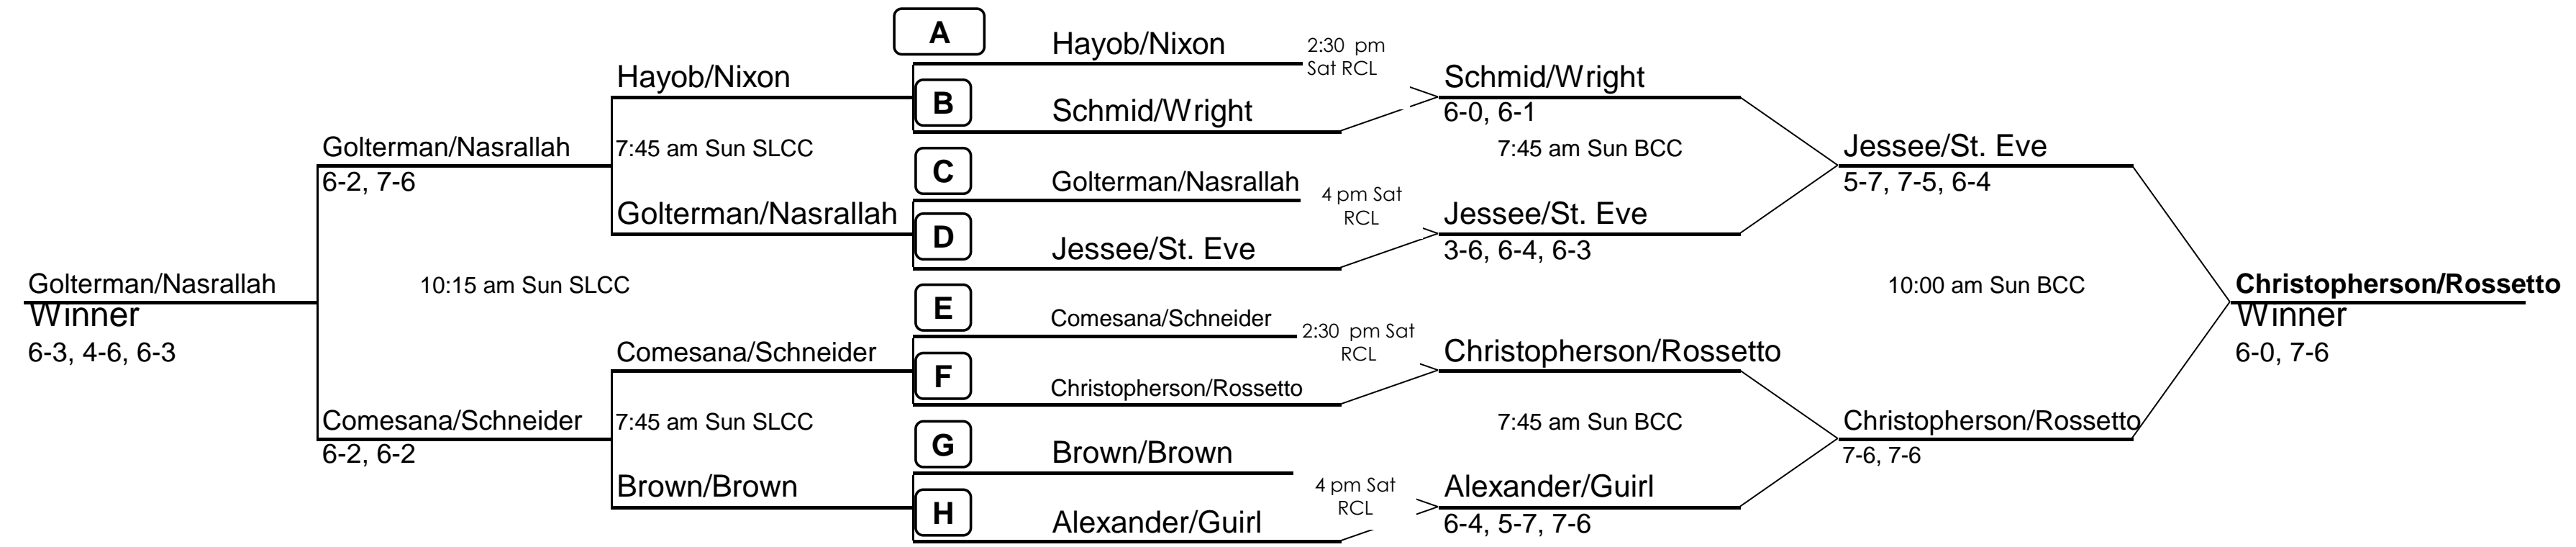 A
Hayob/Nixon
2:30 pm
Sat RCL
Hayob/Nixon
Schmid/Wright
B
Schmid/Wright
6-0, 6-1
Golterman/Nasrallah
7:45 am Sun SLCC
7:45 am Sun BCC
Jessee/St. Eve
6-2, 7-6
C
Golterman/Nasrallah
4 pm Sat
RCL
5-7, 7-5, 6-4
Golterman/Nasrallah
Jessee/St. Eve
D
Jessee/St. Eve
3-6, 6-4, 6-3
Golterman/Nasrallah
10:15 am Sun SLCC
10:00 am Sun BCC
Christopherson/Rossetto
Winner
E
Comesana/Schneider
Winner
6-3, 4-6, 6-3
2:30 pm Sat
RCL
6-0, 7-6
Comesana/Schneider
Christopherson/Rossetto
F
Christopherson/Rossetto
Comesana/Schneider
7:45 am Sun SLCC
7:45 am Sun BCC
Christopherson/Rossetto
6-2, 6-2
G
Brown/Brown
7-6, 7-6
Brown/Brown
4 pm Sat
RCL
Alexander/Guirl
H
Alexander/Guirl
6-4, 5-7, 7-6